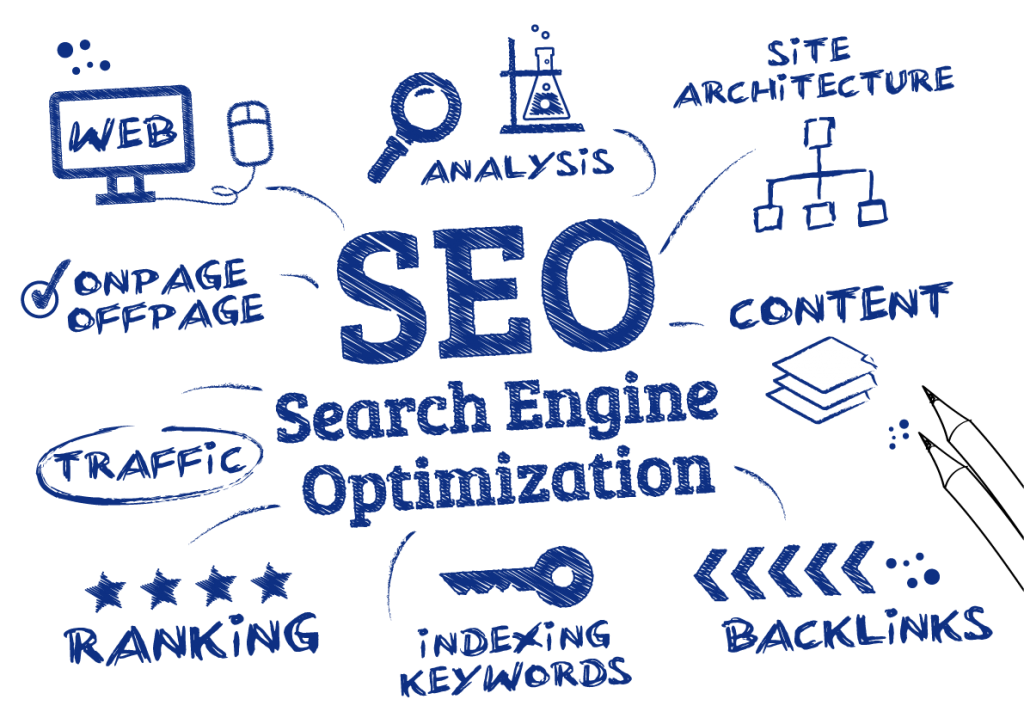 WEB
ANALYSiS
SiTE
ARCHiTECTURE
SEO
Search Engine
Optimization
ONPAGE
OFFPAGE
CONTENT
TRAFFiC
RANKiNG
iNDEXiNG
KEYWORDS
BACKLiNKS